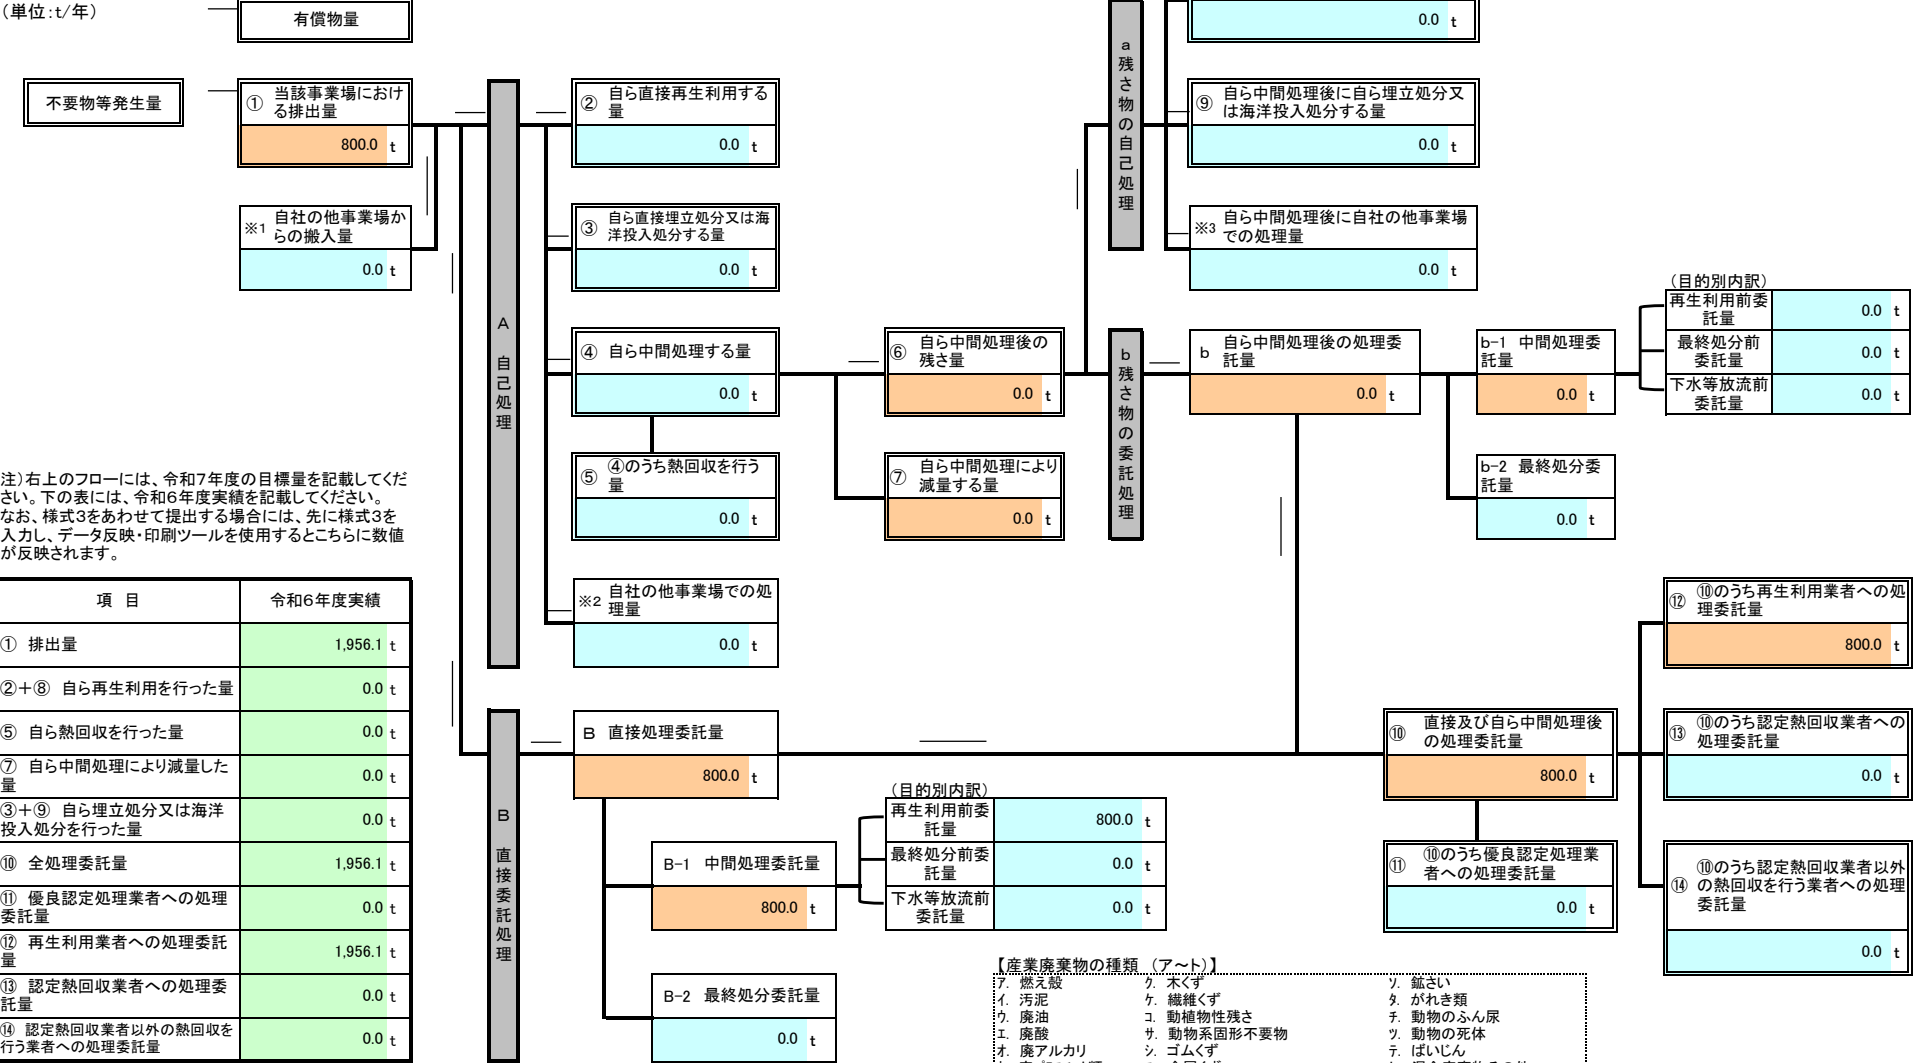 （単位：ｔ/年）
有償物量
不要物等発生量
① 当該事業場におけ
る排出量
800.0 t
※1 自社の他事業場か
らの搬入量
0.0 t
A 自己処理
② 自ら直接再生利用する
量
0.0 t
③ 自ら直接埋立処分又は海
洋投入処分する量
0.0 t
④ 自ら中間処理する量
0.0 t
⑤ ④のうち熱回収を行う
量
0.0 t
※2 自社の他事業場での処
理量
0.0 t
⑥ 自ら中間処理後の
残さ量
0.0 t
⑦ 自ら中間処理により
減量する量
0.0 t
a 残さ物の自己処理
0.0 t
⑨ 自ら中間処理後に自ら埋立処分又
は海洋投入処分する量
0.0 t
※3 自ら中間処理後に自社の他事業場
での処理量
0.0 t
b 残さ物の委託処理
b 自ら中間処理後の処理委
託量
0.0 t
b-1 中間処理委
託量
0.0 t
（目的別内訳）
再生利用前委
託量
0.0 t
最終処分前
委託量
0.0 t
下水等放流前
委託量
0.0 t
b-2 最終処分委
託量
0.0 t
注）右上のフローには、令和７年度の目標量を記載してくだ
さい。下の表には、令和６年度実績を記載してください。
なお、様式３をあわせて提出する場合には、先に様式３を
入力し、データ反映・印刷ツールを使用するとこちらに数値
が反映されます。
項 目 令和６年度実績
① 排出量 1,956.1 t
②＋⑧ 自ら再生利用を行った量 0.0 t
⑤ 自ら熱回収を行った量 0.0 t
⑦ 自ら中間処理により減量した
量 0.0 t
③＋⑨ 自ら埋立処分又は海洋
投入処分を行った量 0.0 t
⑩ 全処理委託量 1,956.1 t
⑪ 優良認定処理業者への処理
委託量 0.0 t
⑫ 再生利用業者への処理委託
量 1,956.1 t
⑬ 認定熱回収業者への処理委
託量 0.0 t
⑭ 認定熱回収業者以外の熱回収を
行う業者への処理委託量 0.0 t
B 直接委託処理
B 直接処理委託量
800.0 t
B-1 中間処理委託量
800.0 t
（目的別内訳）
再生利用前委
託量
800.0 t
最終処分前委
託量
0.0 t
下水等放流前
委託量
0.0 t
B-2 最終処分委託量
0.0 t
⑩ 直接及び自ら中間処理後
の処理委託量
800.0 t
⑪ ⑩のうち優良認定処理業
者への処理委託量
0.0 t
⑫ ⑩のうち再生利用業者への処
理委託量
800.0 t
⑬ ⑩のうち認定熱回収業者への
処理委託量
0.0 t
⑭ ⑩のうち認定熱回収業者以外
の熱回収を行う業者への処理
委託量
0.0 t
【産業廃棄物の種類 （ア～ト）】
ア．燃え殻 ク．木くず ソ．鉱さい
イ．汚泥 ケ．繊維くず タ．がれき類
ウ．廃油 コ．動植物性残さ チ．動物のふん尿
エ．廃酸 サ．動物系固形不要物 ツ．動物の死体
オ．廃アルカリ シ．ゴムくず テ．ばいじん